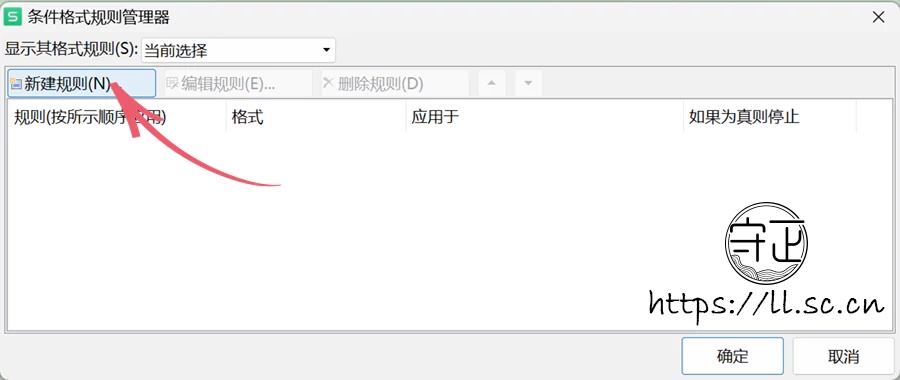 S 条件格式规则管理器
显示其格式规则(S): 当前选择
新建规则(N)... 编辑规则(E)... 删除规则(D)
规则(按所示顺序应用) 格式 应用于 如果为真则停止
守正
https://ll.sc.cn
确定 取消